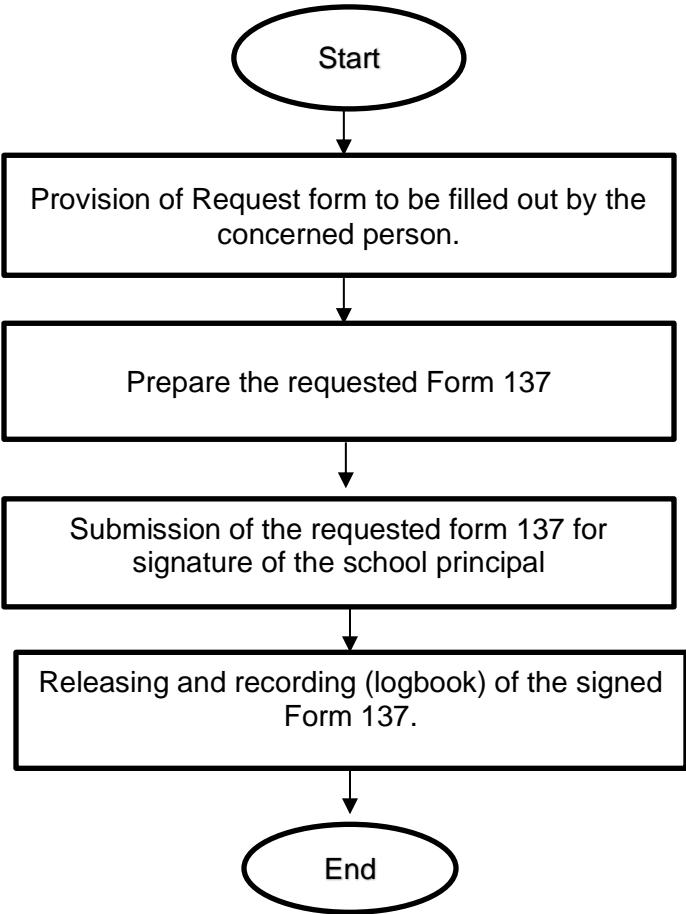 Start
Provision of Request form to be filled out by the
concerned person.
Prepare the requested Form 137
Submission of the requested form 137 for
signature of the school principal
Releasing and recording (logbook) of the signed
Form 137.
End